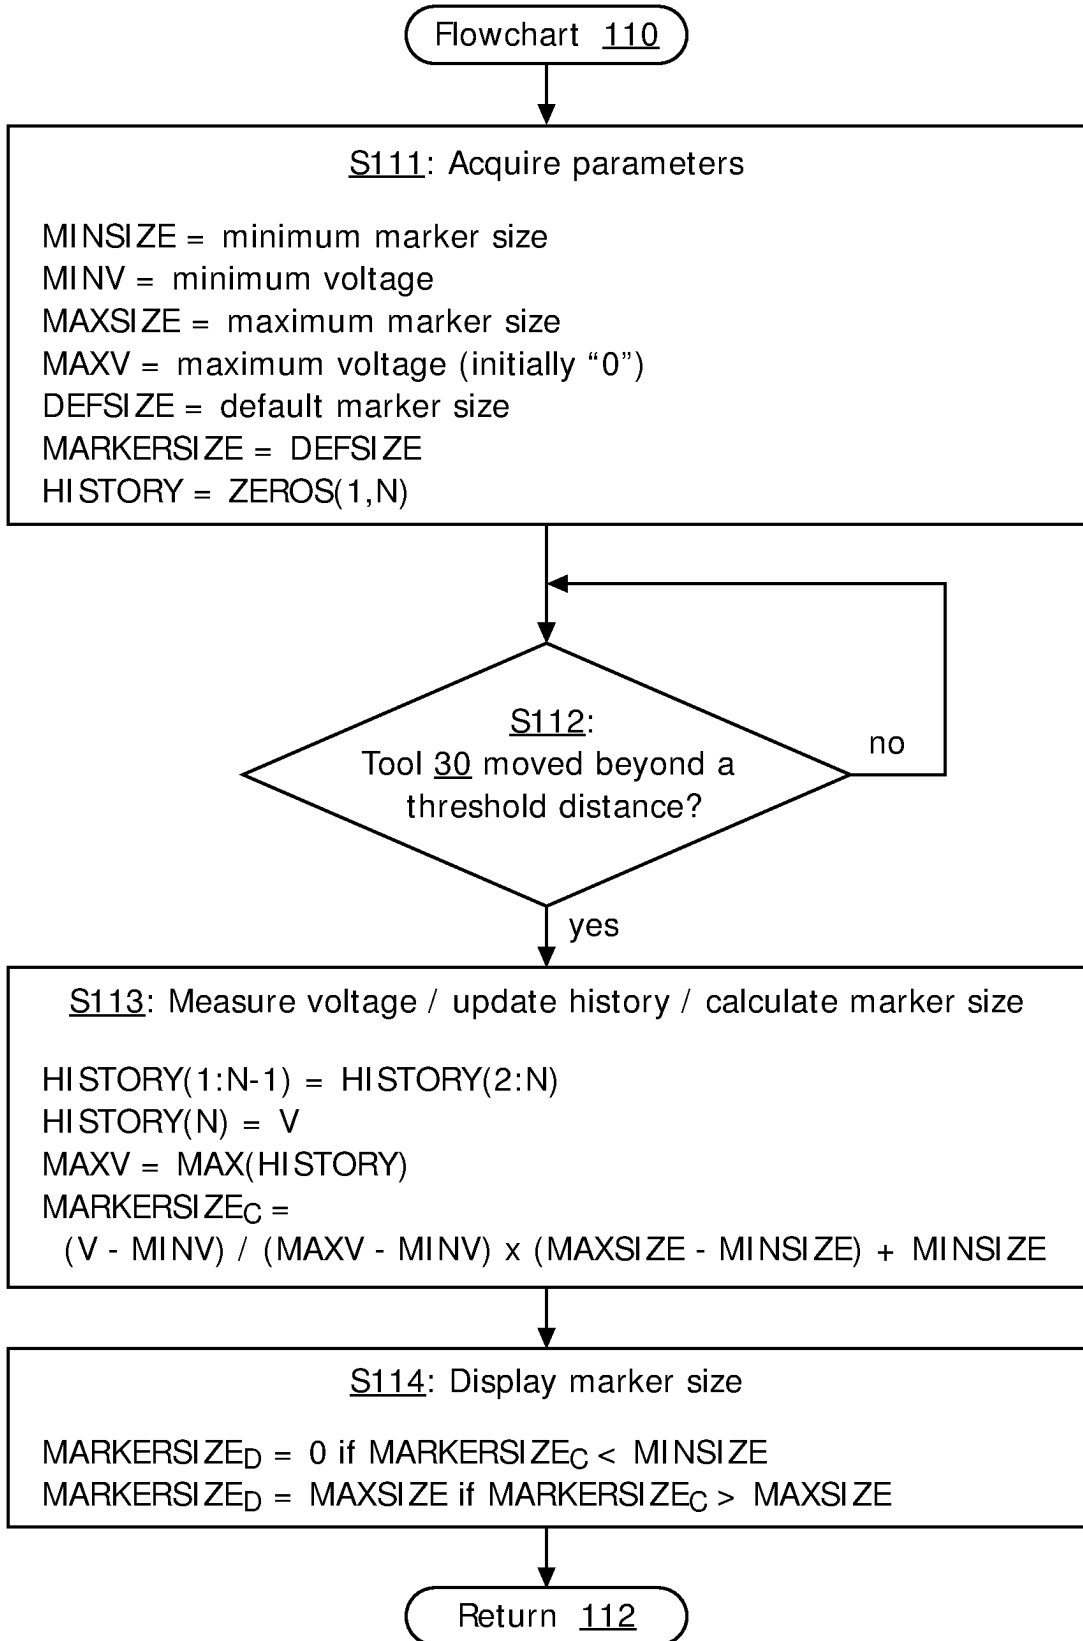 Flowchart 110
S111: Acquire parameters
MINSIZE = minimum marker size
MINV = minimum voltage
MAXSIZE = maximum marker size
MAXV = maximum voltage (initially “0”)
DEFSIZE = default marker size
MARKERSIZE = DEFSIZE
HISTORY = ZEROS(1,N)
S112:
Tool 30 moved beyond a
threshold distance?
no
yes
S113: Measure voltage / update history / calculate marker size
HISTORY(1:N-1) = HISTORY(2:N)
HISTORY(N) = V
MAXV = MAX(HISTORY)
MARKERSIZEC =
(V - MINV) / (MAXV - MINV) x (MAXSIZE - MINSIZE) + MINSIZE
S114: Display marker size
MARKERSIZED = 0 if MARKERSIZEC < MINSIZE
MARKERSIZED = MAXSIZE if MARKERSIZEC > MAXSIZE
Return 112